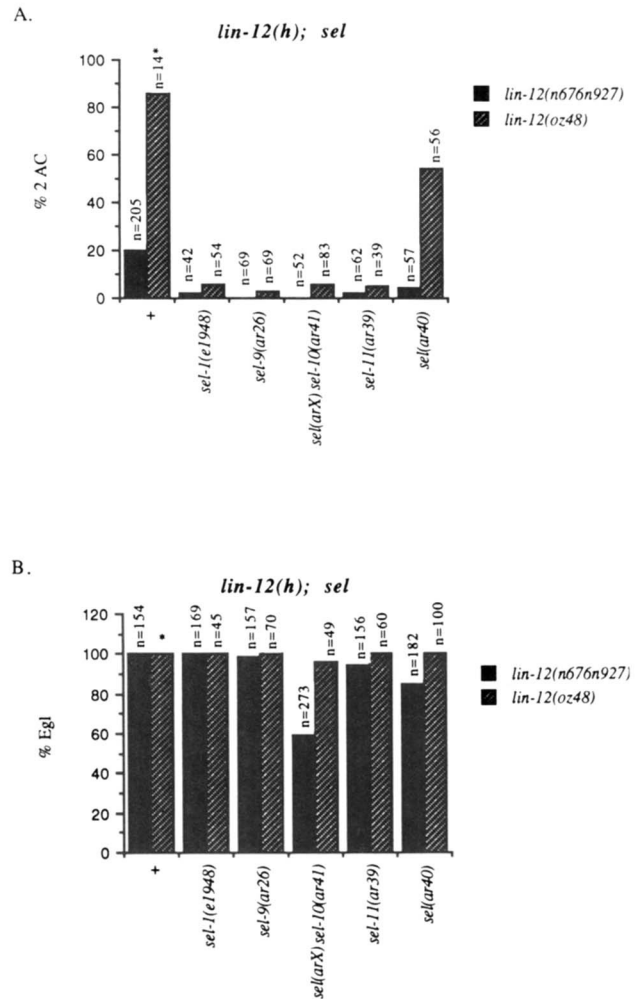 A.
lin-12(h); sel
% 2 AC
100
80
60
40
20
0
n=205
n=14*
n=42
n=54
n=69
n=69
n=52
n=83
n=62
n=39
n=57
n=56
+
sel-1(e1948)
sel-9(ar26)
sel(arX) sel-10(ar41)
sel-11(ar39)
sel(ar40)
lin-12(n676n927)
lin-12(oz48)
B.
lin-12(h); sel
% Egl
120
100
80
60
40
20
0
n=154
*
n=169
n=45
n=157
n=70
n=273
n=49
n=156
n=60
n=182
n=100
+
sel-1(e1948)
sel-9(ar26)
sel(arX) sel-10(ar41)
sel-11(ar39)
sel(ar40)
lin-12(n676n927)
lin-12(oz48)